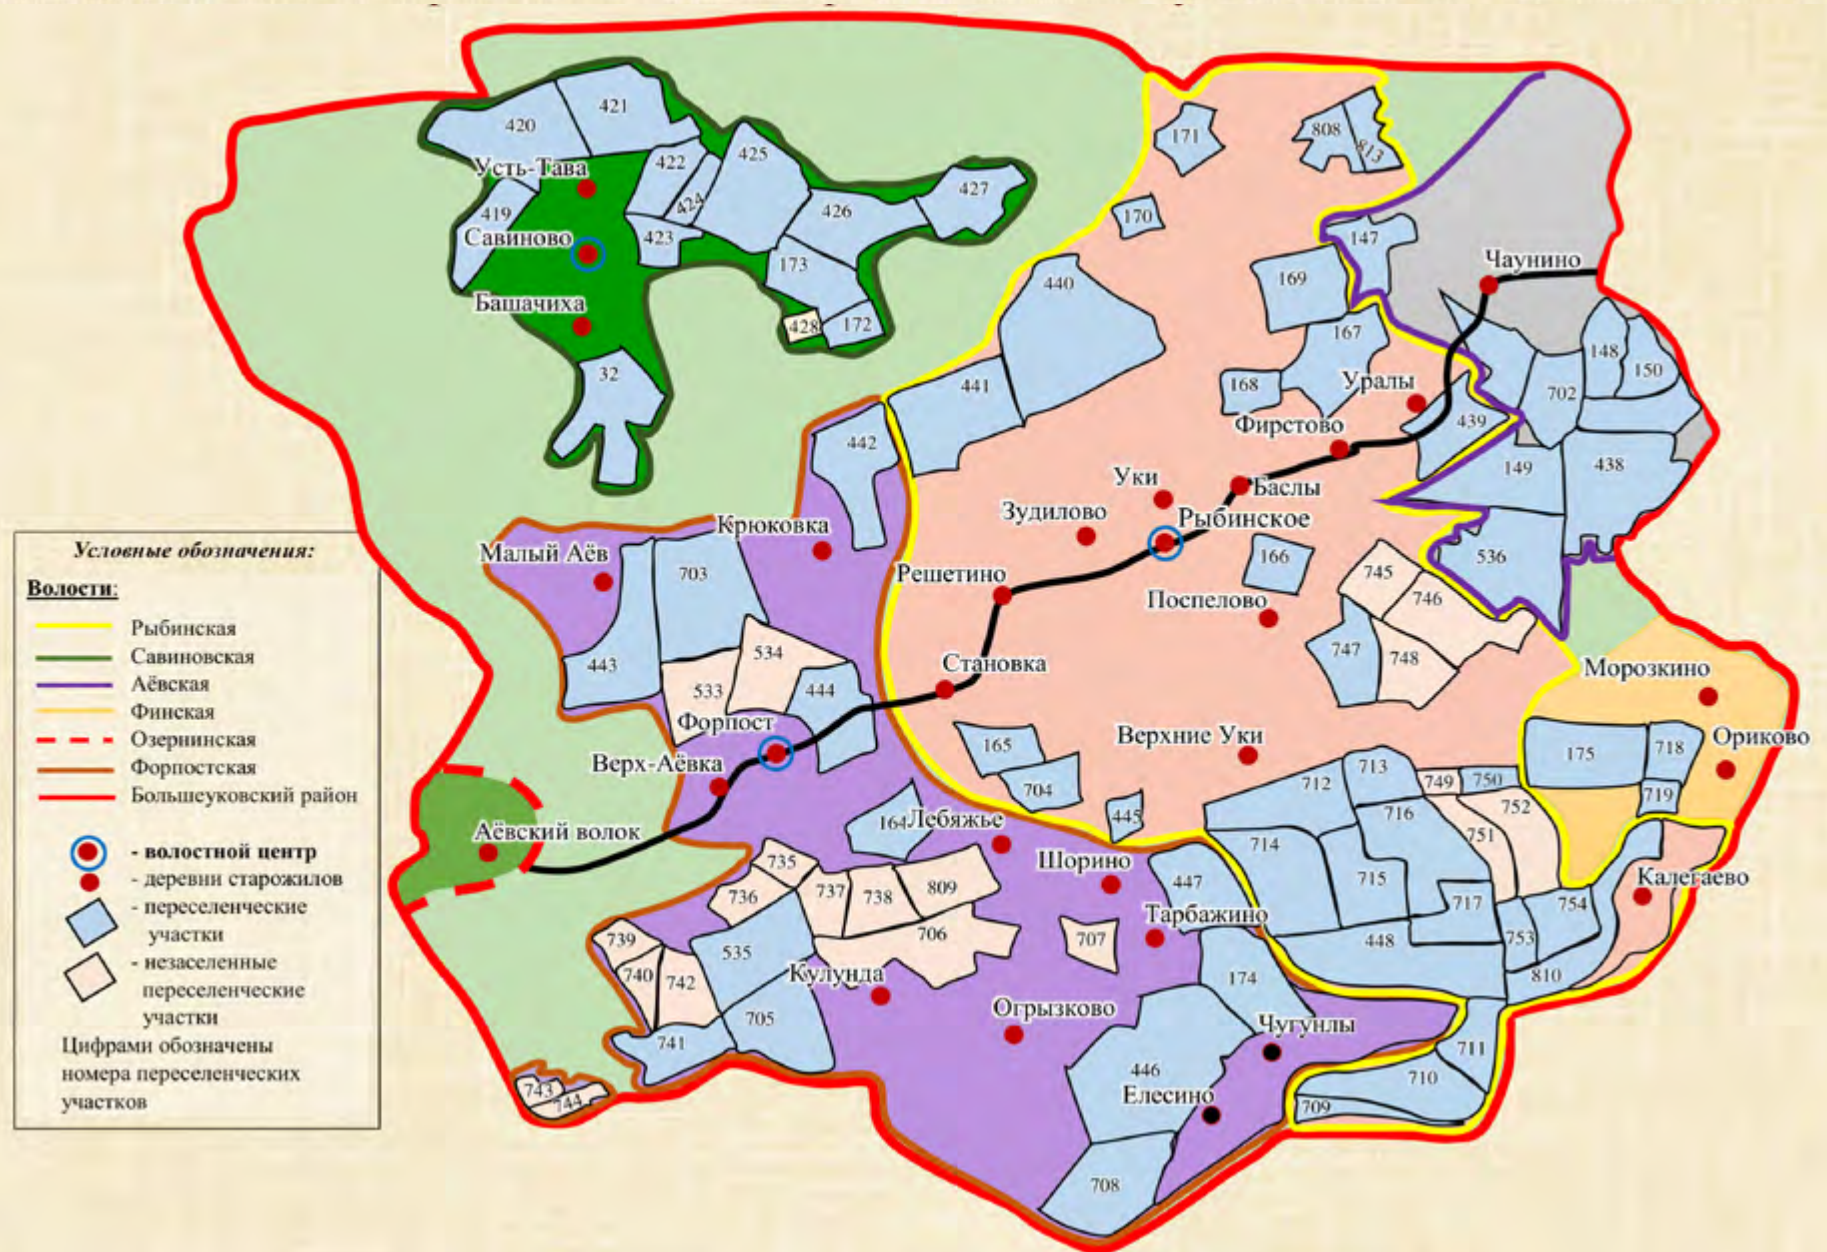 420
421
422
425
Усть-Тава
424
419
426
427
Савиново
423
173
Башачиха
428
172
32
171
808
813
170
147
440
169
Чаунино
167
441
168
Уралы
148
150
702
Фирстово
439
442
149
438
Уки
Баслы
Зудилово
Рыбинское
Крюковка
Малый Аёв
703
166
536
Решетино
745
Поспелово
746
443
534
747
748
Становка
Морозкино
533
444
Форпост
165
Верхние Уки
175
718
Ориково
Верх-Аёвка
704
712
713
749
750
719
445
752
716
Аёвский волок
164
Лебяжье
714
751
735
Шорино
715
Калегаево
736
737
738
809
447
717
754
Тарбажино
739
706
707
448
753
740
742
535
Кулунда
174
810
705
Огрызково
Чугунлы
741
711
446
710
743
744
Елесино
709
708
Условные обозначения:
Волости:
Рыбинская
Савиновская
Аёвская
Финская
Озернинская
Форпостская
Большеуковский район
- волостной центр
- деревни старожилов
- переселенческие
участки
- незаселенные
переселенческие
участки
Цифрами обозначены
номера переселенческих
участков